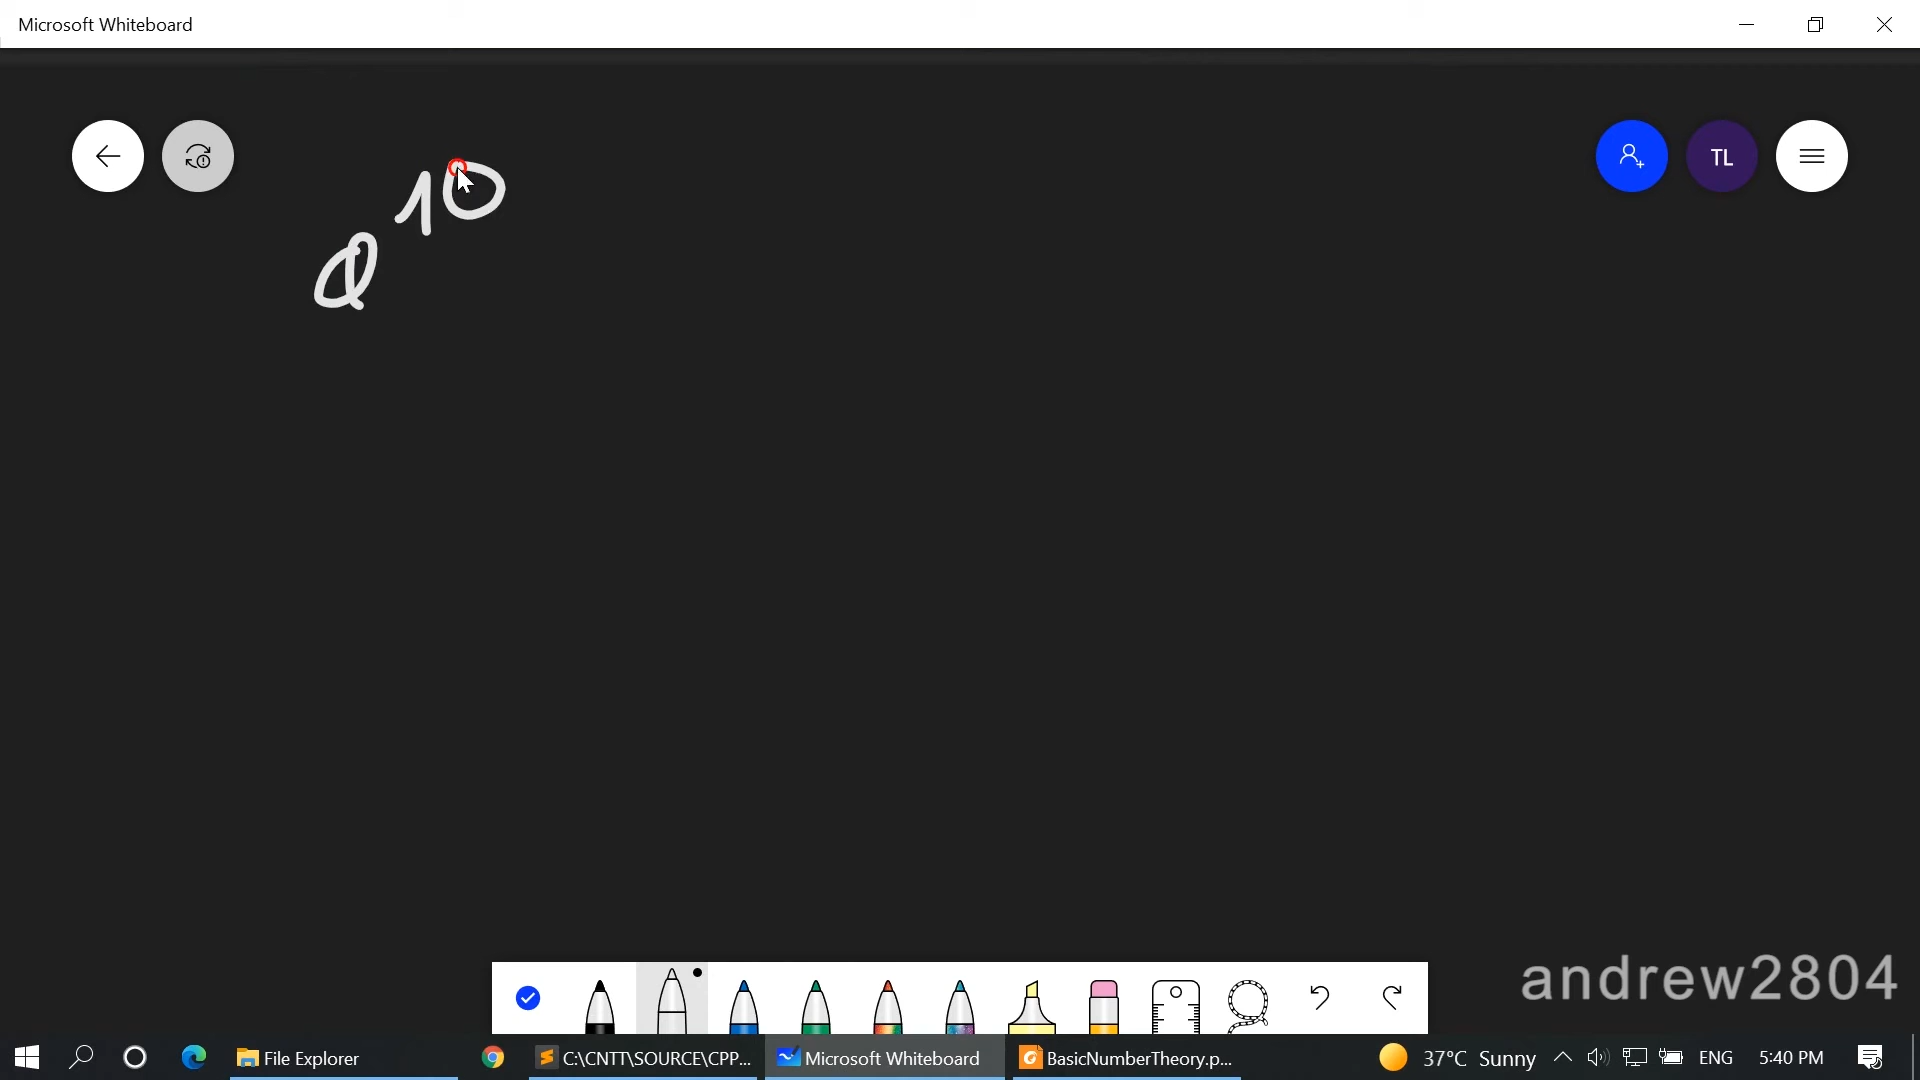 Microsoft Whiteboard
a^10
TL
andrew2804
File Explorer
C:\CNTT\SOURCE\CPP...
Microsoft Whiteboard
BasicNumberTheory.p...
37°C Sunny
ENG
5:40 PM